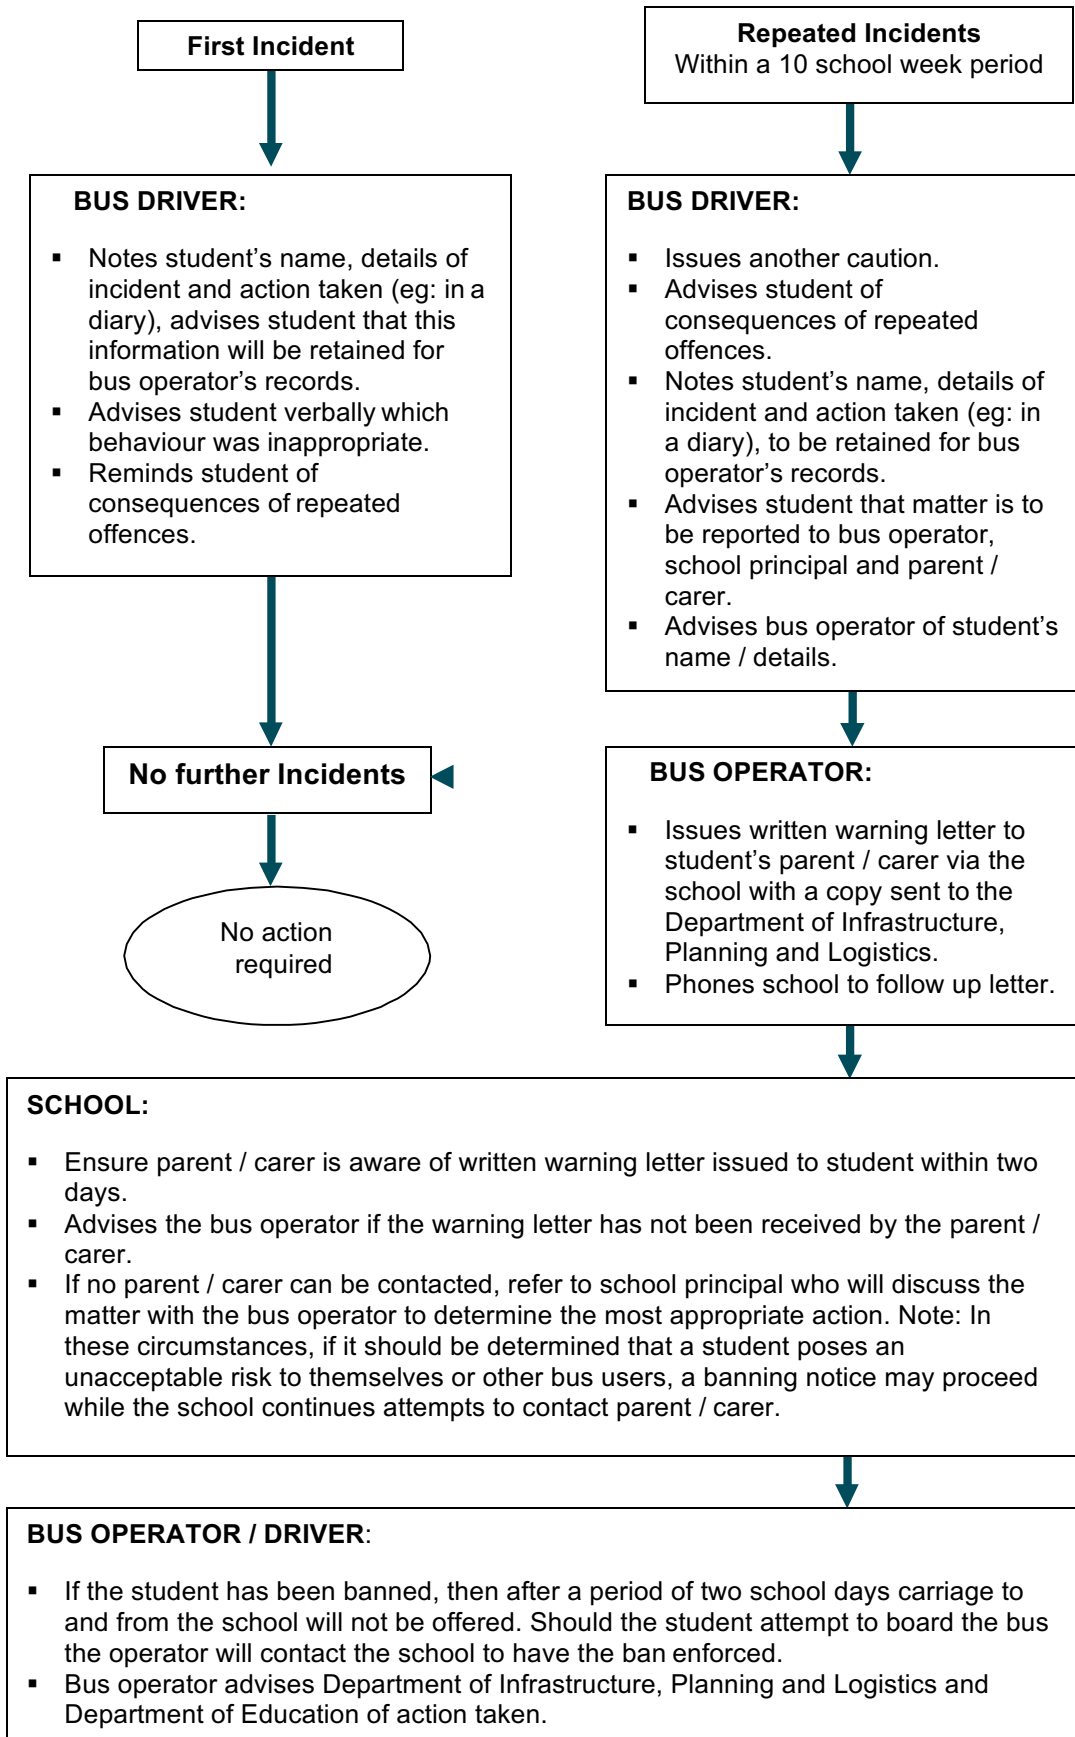 First Incident
Repeated Incidents
Within a 10 school week period
BUS DRIVER:
▪ Notes student’s name, details of
incident and action taken (eg: in a
diary), advises student that this
information will be retained for
bus operator’s records.
▪ Advises student verbally which
behaviour was inappropriate.
▪ Reminds student of
consequences of repeated
offences.
BUS DRIVER:
▪ Issues another caution.
▪ Advises student of
consequences of repeated
offences.
▪ Notes student’s name, details of
incident and action taken (eg: in
a diary), to be retained for bus
operator’s records.
▪ Advises student that matter is to
be reported to bus operator,
school principal and parent /
carer.
▪ Advises bus operator of student’s
name / details.
No further Incidents
No action
required
BUS OPERATOR:
▪ Issues written warning letter to
student’s parent / carer via the
school with a copy sent to the
Department of Infrastructure,
Planning and Logistics.
▪ Phones school to follow up letter.
SCHOOL:
▪ Ensure parent / carer is aware of written warning letter issued to student within two
days.
▪ Advises the bus operator if the warning letter has not been received by the parent /
carer.
▪ If no parent / carer can be contacted, refer to school principal who will discuss the
matter with the bus operator to determine the most appropriate action. Note: In
these circumstances, if it should be determined that a student poses an
unacceptable risk to themselves or other bus users, a banning notice may proceed
while the school continues attempts to contact parent / carer.
BUS OPERATOR / DRIVER:
▪ If the student has been banned, then after a period of two school days carriage to
and from the school will not be offered. Should the student attempt to board the bus
the operator will contact the school to have the ban enforced.
▪ Bus operator advises Department of Infrastructure, Planning and Logistics and
Department of Education of action taken.